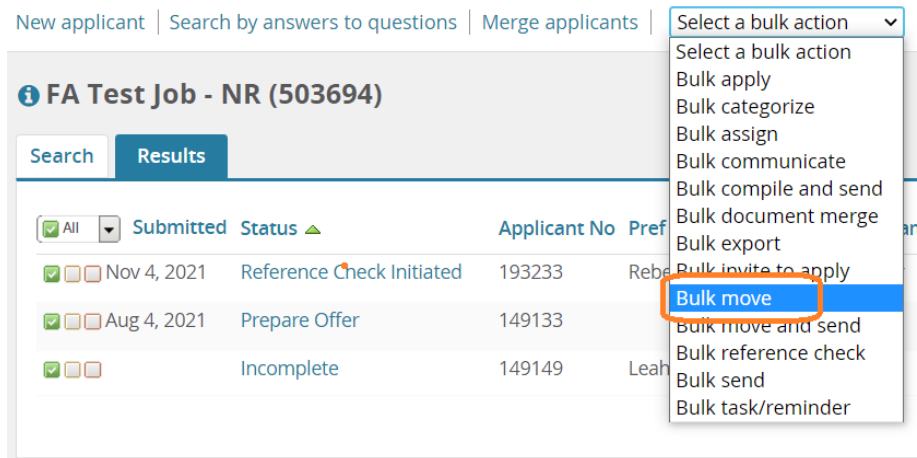 New applicant Search by answers to questions Merge applicants Select a bulk action
Select a bulk action
Bulk apply
Bulk categorize
Bulk assign
Bulk communicate
Bulk compile and send
Bulk document merge
Bulk export
Bulk invite to apply
Bulk move
Bulk move and send
Bulk reference check
Bulk send
Bulk task/reminder
FA Test Job - NR (503694)
Search Results
All Submitted Status Applicant No Pref
Nov 4, 2021 Reference Check Initiated 193233
Aug 4, 2021 Prepare Offer 149133
Incomplete 149149 Leah